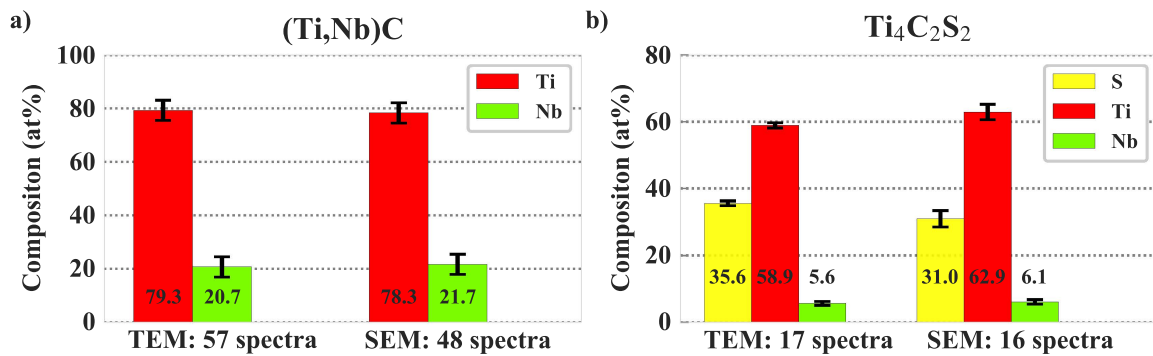 a)
(Ti,Nb)C
Compositon (at%)
100
80
60
40
20
0
Ti
Nb
79.3
20.7
78.3
21.7
TEM: 57 spectra
SEM: 48 spectra
b)
Ti₄C₂S₂
Compositon (at%)
80
60
40
20
0
S
Ti
Nb
35.6
58.9
5.6
31.0
62.9
6.1
TEM: 17 spectra
SEM: 16 spectra